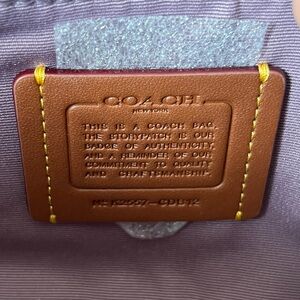 COACH
NEW YORK
THIS IS A COACH BAG.
THE STORYPATCH IS OUR
BADGE OF AUTHENTICITY,
AND A REMINDER OF OUR
COMMITMENT TO QUALITY
AND CRAFTSMANSHIP.